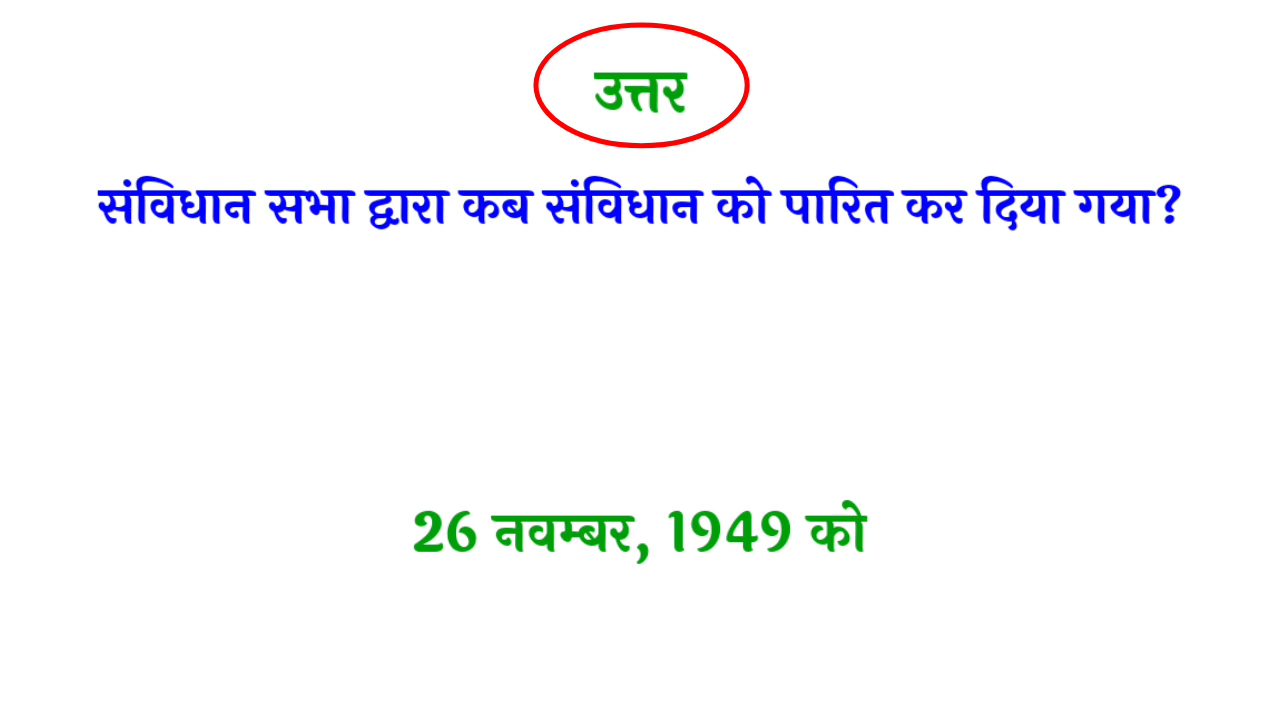 उत्तर
संविधान सभा द्वारा कब संविधान को पारित कर दिया गया?
26 नवम्बर, 1949 को